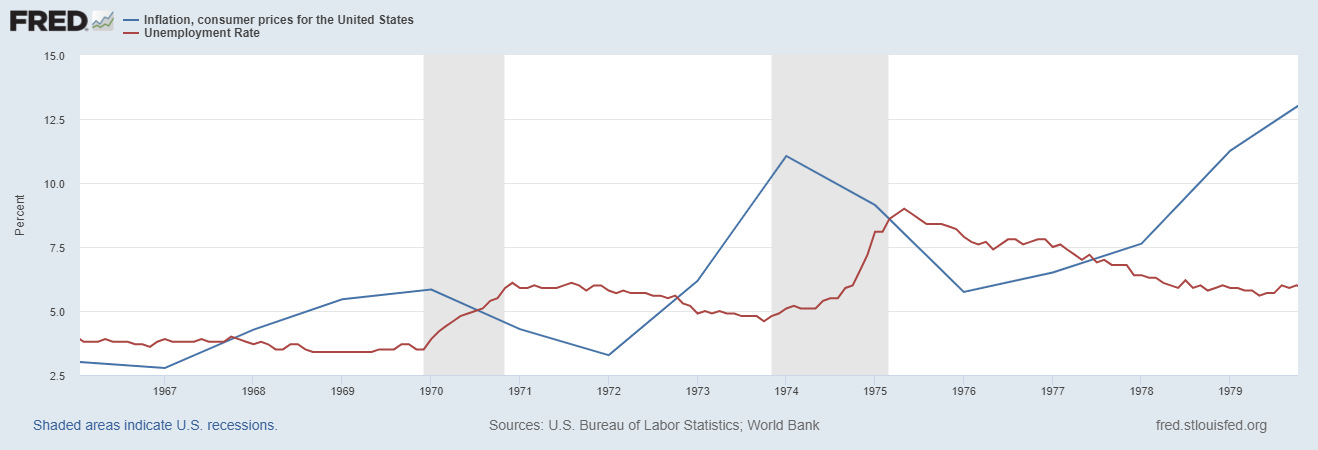 FRED
Inflation, consumer prices for the United States
Unemployment Rate
15.0
12.5
10.0
7.5
5.0
2.5
Percent
1967 1968 1969 1970 1971 1972 1973 1974 1975 1976 1977 1978 1979
Shaded areas indicate U.S. recessions. Sources: U.S. Bureau of Labor Statistics; World Bank fred.stlouisfed.org